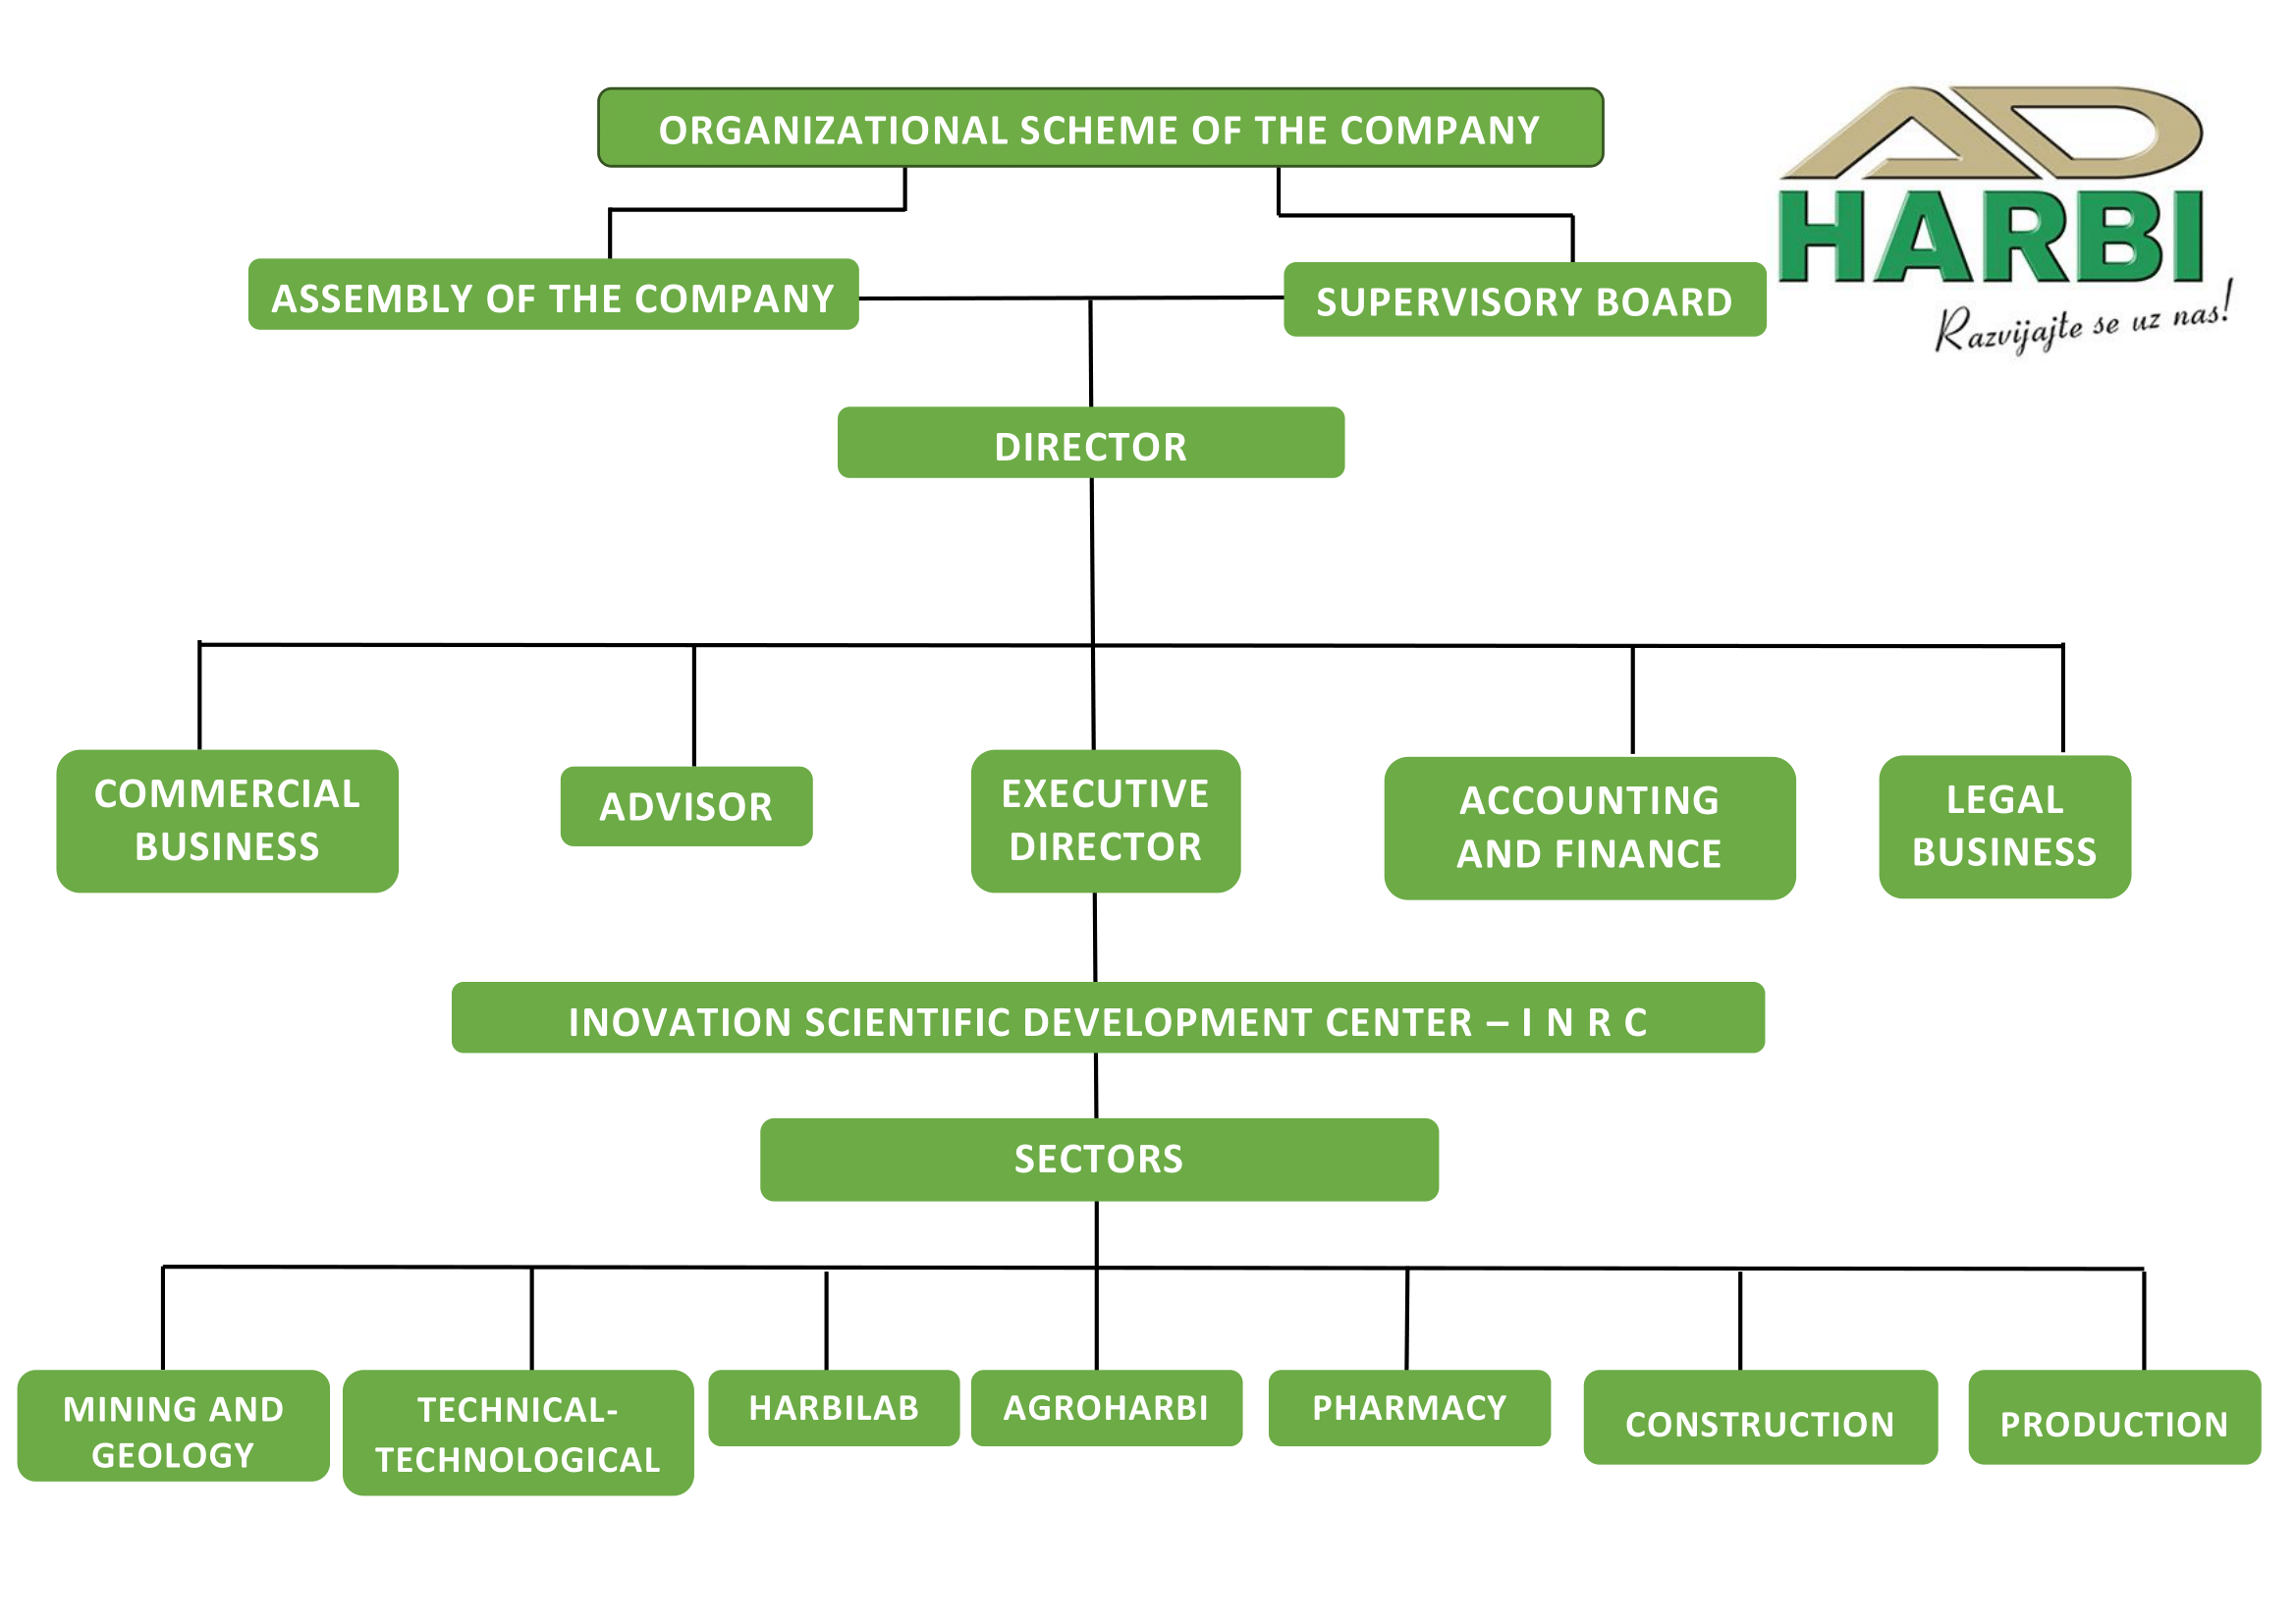 ORGANIZATIONAL SCHEME OF THE COMPANY
AD
HARBI
Razvijajte se uz nas!
ASSEMBLY OF THE COMPANY
SUPERVISORY BOARD
DIRECTOR
COMMERCIAL
BUSINESS
ADVISOR
EXECUTIVE
DIRECTOR
ACCOUNTING
AND FINANCE
LEGAL
BUSINESS
INOVATION SCIENTIFIC DEVELOPMENT CENTER – I N R C
SECTORS
MINING AND
GEOLOGY
TECHNICAL-
TECHNOLOGICAL
HARBILAB
AGROHARBI
PHARMACY
CONSTRUCTION
PRODUCTION